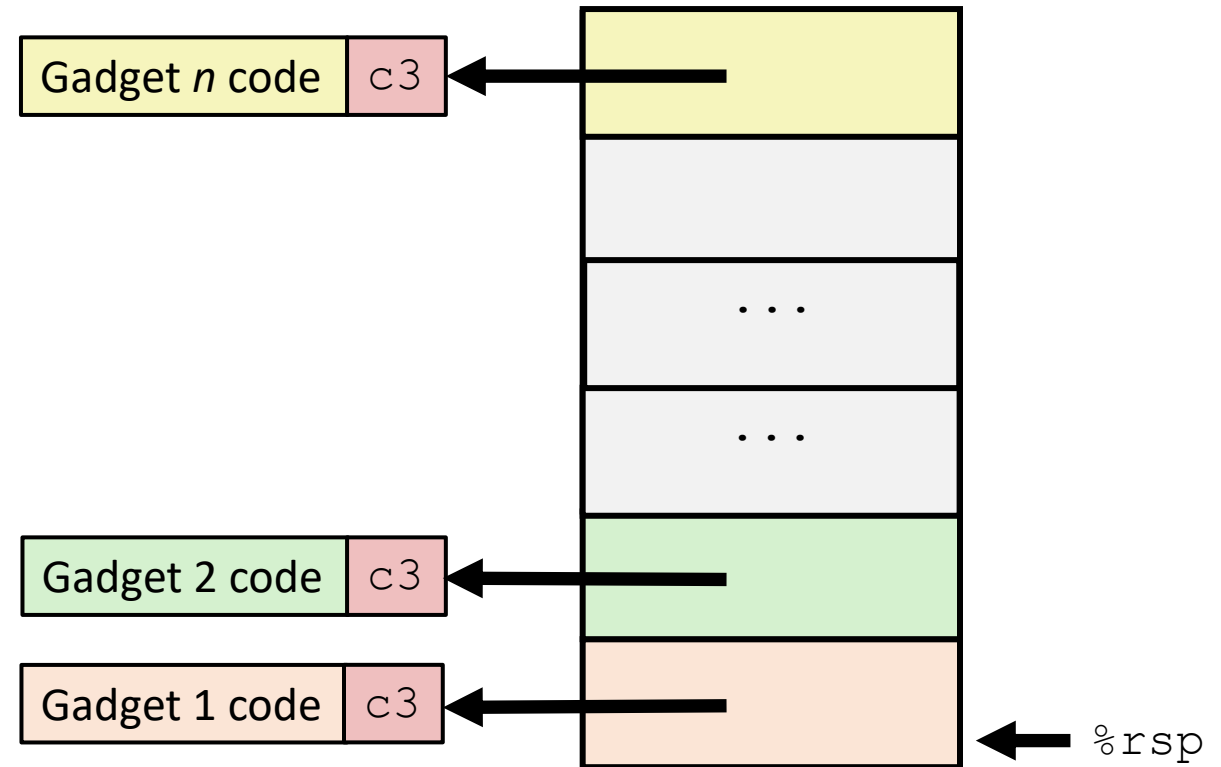 Gadget n code c3
...
...
Gadget 2 code c3
Gadget 1 code c3
%rsp